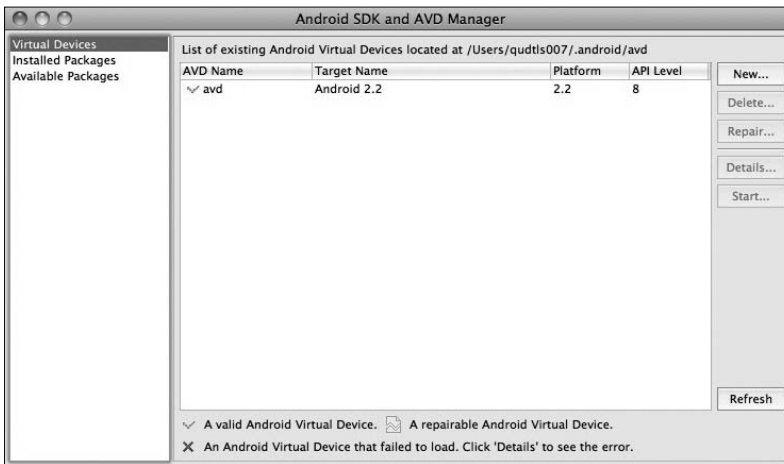 Android SDK and AVD Manager
Virtual Devices
Installed Packages
Available Packages
List of existing Android Virtual Devices located at /Users/qudtls007/.android/avd
AVD Name Target Name Platform API Level
avd Android 2.2 2.2 8
New...
Delete...
Repair...
Details...
Start...
Refresh
A valid Android Virtual Device. A repairable Android Virtual Device.
An Android Virtual Device that failed to load. Click 'Details' to see the error.